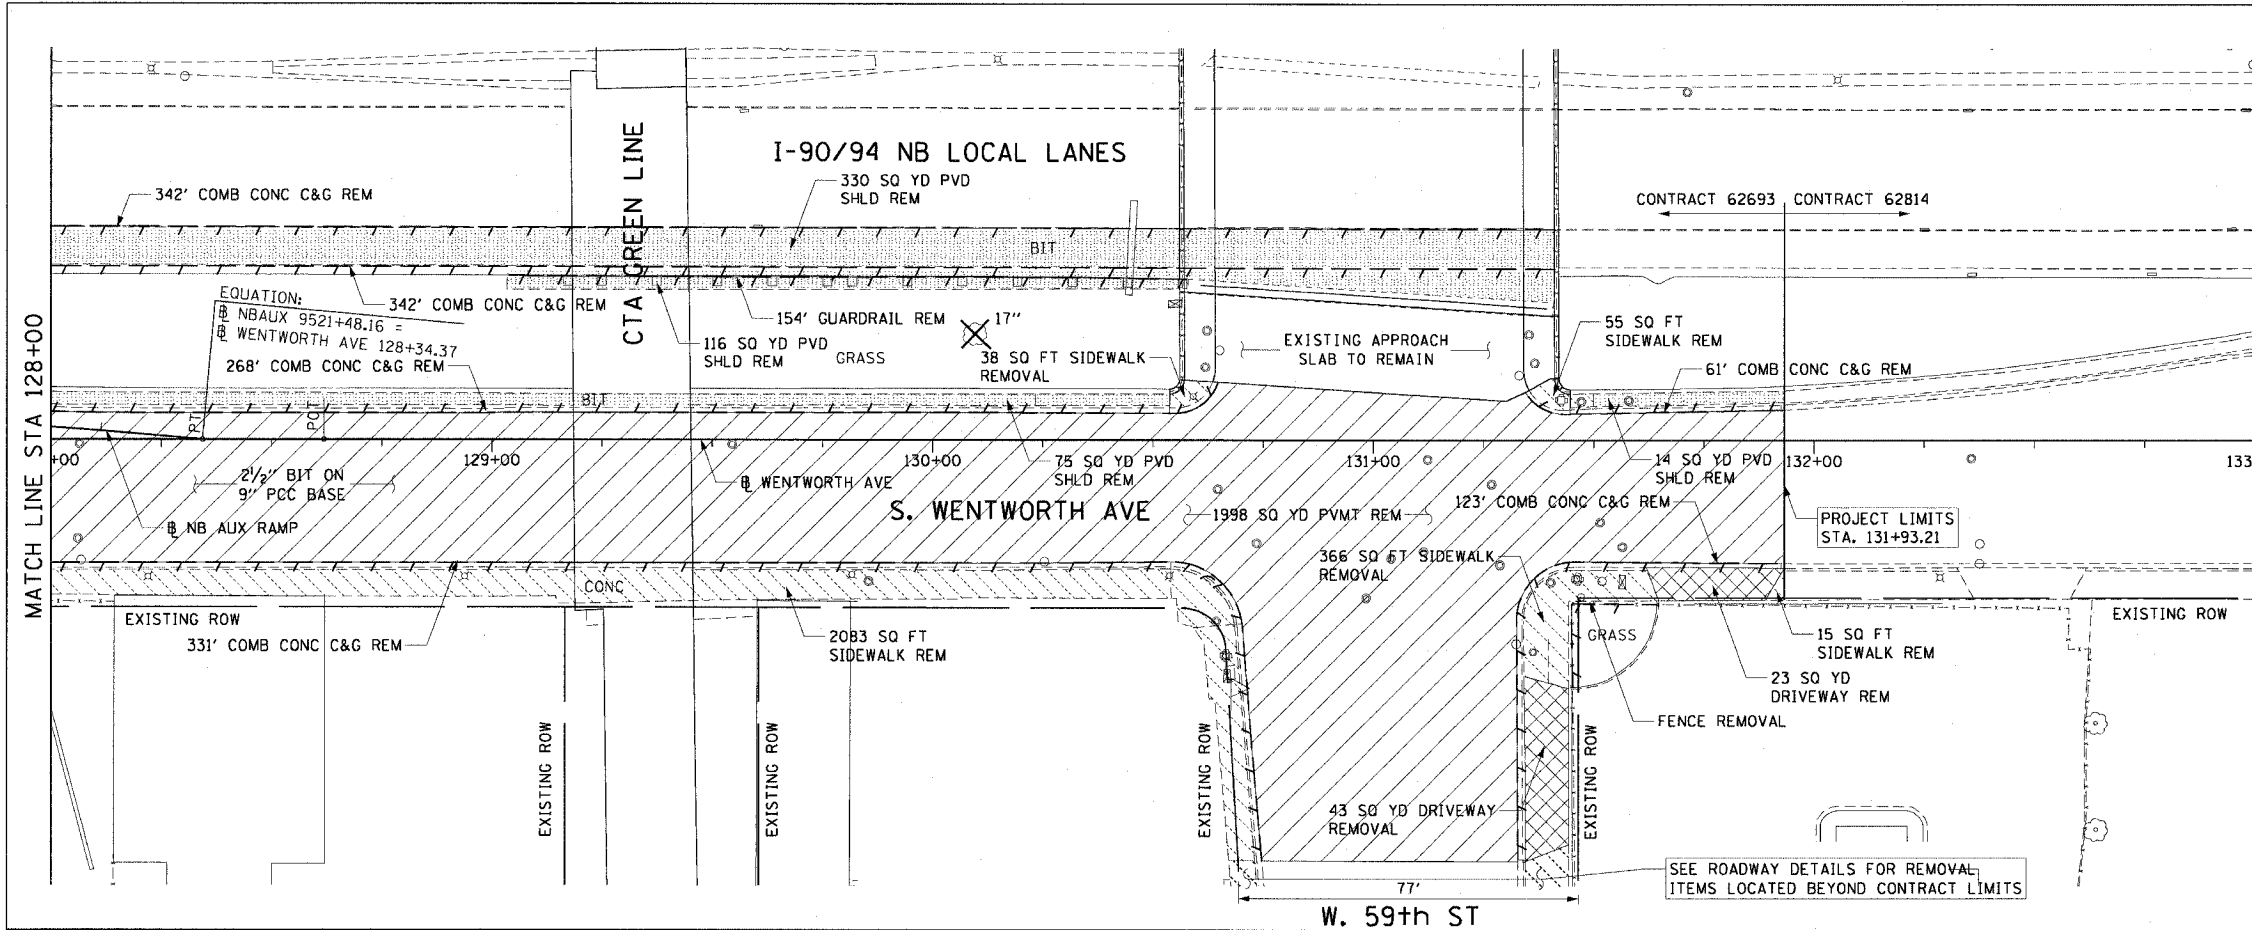 I-90/94 NB LOCAL LANES
330 SQ YD PVD
SHLD REM
342' COMB CONC C&G REM
CONTRACT 62693
CONTRACT 62814
CTA GREEN LINE
BIT
EQUATION:
℄ NBAUX 9521+48.16 =
℄ WENTWORTH AVE 128+34.37
342' COMB CONC C&G REM
154' GUARDRAIL REM
17"
116 SQ YD PVD
SHLD REM
GRASS
38 SQ FT SIDEWALK
REMOVAL
EXISTING APPROACH
SLAB TO REMAIN
55 SQ FT
SIDEWALK REM
268' COMB CONC C&G REM
61' COMB CONC C&G REM
MATCH LINE STA 128+00
BIT
PT
POT
+00
129+00
130+00
131+00
132+00
133
2½" BIT ON
9" PCC BASE
℄ WENTWORTH AVE
75 SQ YD PVD
SHLD REM
14 SQ YD PVD
SHLD REM
℄ NB AUX RAMP
S. WENTWORTH AVE
1998 SQ YD PVMT REM
123' COMB CONC C&G REM
PROJECT LIMITS
STA. 131+93.21
366 SQ FT SIDEWALK
REMOVAL
CONC
EXISTING ROW
331' COMB CONC C&G REM
2083 SQ FT
SIDEWALK REM
GRASS
15 SQ FT
SIDEWALK REM
EXISTING ROW
23 SQ YD
DRIVEWAY REM
FENCE REMOVAL
EXISTING ROW
EXISTING ROW
EXISTING ROW
EXISTING ROW
43 SQ YD DRIVEWAY
REMOVAL
SEE ROADWAY DETAILS FOR REMOVAL
ITEMS LOCATED BEYOND CONTRACT LIMITS
77'
W. 59th ST